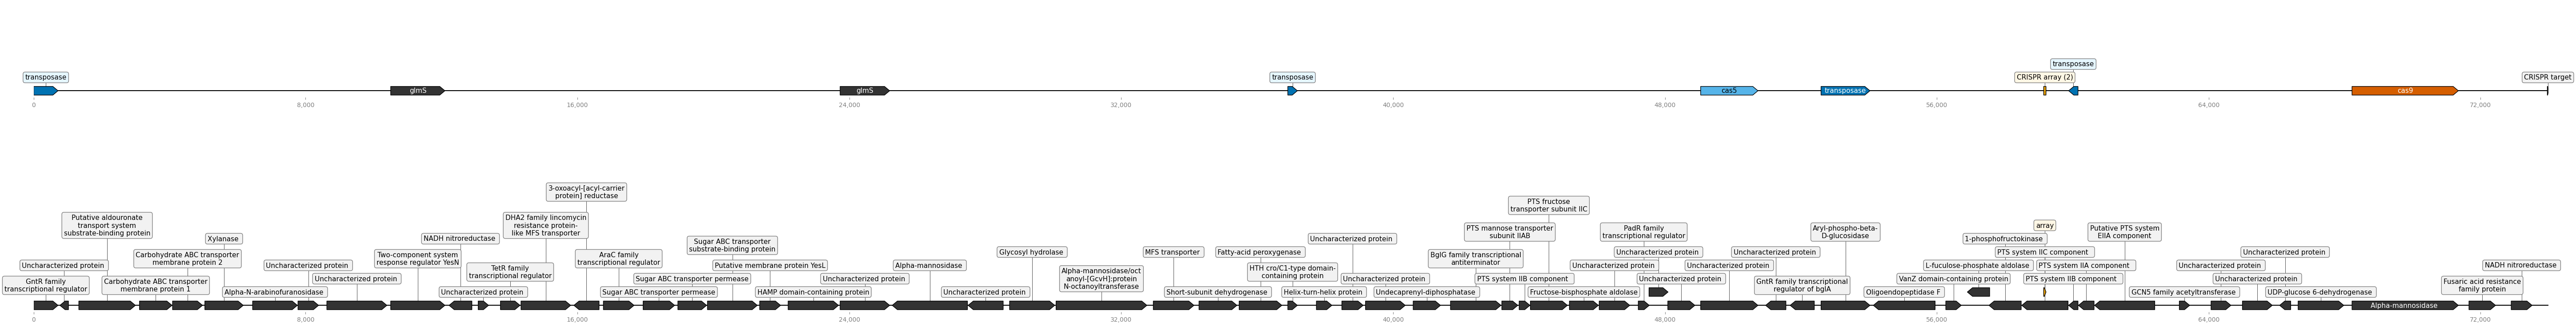 transposase
CRISPR array (2)
transposase
transposase
CRISPR target
glmS
glmS
cas5
transposase
cas9
0
8,000
16,000
24,000
32,000
40,000
48,000
56,000
64,000
72,000
3-oxoacyl-[acyl-carrier
protein] reductase
PTS fructose
transporter subunit IIC
Putative aldouronate
transport system
substrate-binding protein
DHA2 family lincomycin
resistance protein-
like MFS transporter
PTS mannose transporter
subunit IIAB
PadR family
transcriptional regulator
Aryl-phospho-beta-
D-glucosidase
array
Putative PTS system
EIIA component
Xylanase
NADH nitroreductase
Sugar ABC transporter
substrate-binding protein
Uncharacterized protein
1-phosphofructokinase
Carbohydrate ABC transporter
membrane protein 2
Two-component system
response regulator YesN
AraC family
transcriptional regulator
Glycosyl hydrolase
MFS transporter
Fatty-acid peroxygenase
BglG family transcriptional
antiterminator
Uncharacterized protein
Uncharacterized protein
PTS system IIC component
Uncharacterized protein
Uncharacterized protein
Uncharacterized protein
TetR family
transcriptional regulator
Putative membrane protein YesL
Alpha-mannosidase
Alpha-mannosidase/oct
anoyl-[GcvH]:protein
N-octanoyltransferase
HTH cro/C1-type domain-
containing protein
Uncharacterized protein
Uncharacterized protein
L-fuculose-phosphate aldolase
PTS system IIA component
Uncharacterized protein
NADH nitroreductase
GntR family
transcriptional regulator
Carbohydrate ABC transporter
membrane protein 1
Uncharacterized protein
Sugar ABC transporter permease
Uncharacterized protein
Uncharacterized protein
PTS system IIB component
Uncharacterized protein
GntR family transcriptional
regulator of bglA
VanZ domain-containing protein
PTS system IIB component
Uncharacterized protein
Fusaric acid resistance
family protein
Alpha-N-arabinofuranosidase
Uncharacterized protein
Sugar ABC transporter permease
HAMP domain-containing protein
Uncharacterized protein
Short-subunit dehydrogenase
Helix-turn-helix protein
Undecaprenyl-diphosphatase
Fructose-bisphosphate aldolase
Oligoendopeptidase F
GCN5 family acetyltransferase
UDP-glucose 6-dehydrogenase
Alpha-mannosidase
0
8,000
16,000
24,000
32,000
40,000
48,000
56,000
64,000
72,000